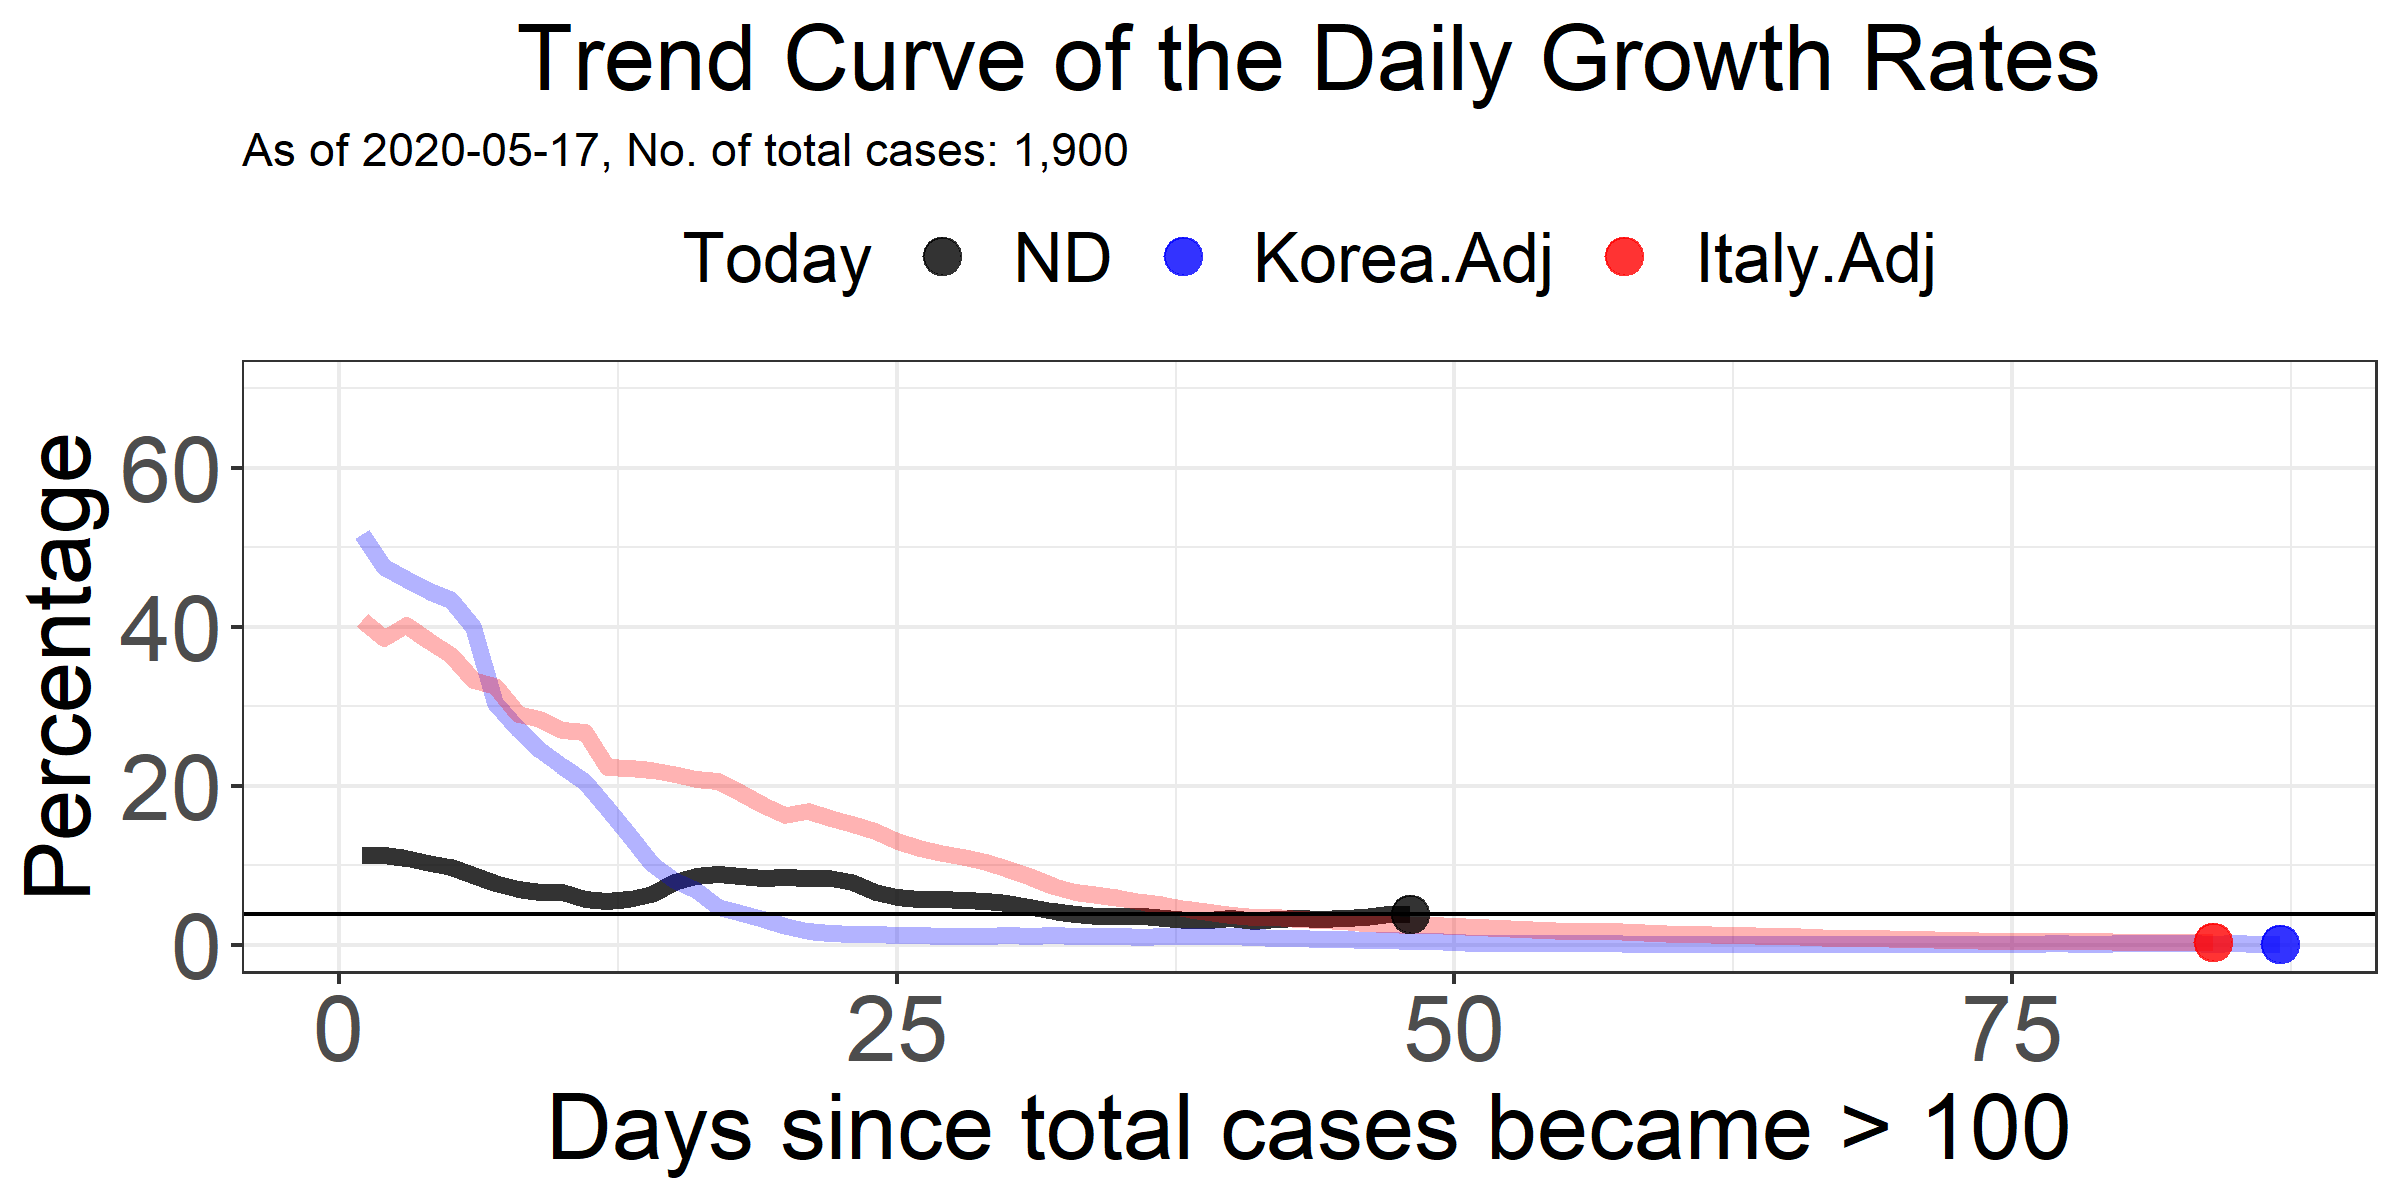 Trend Curve of the Daily Growth Rates
As of 2020-05-17, No. of total cases: 1,900
Today ND Korea.Adj Italy.Adj
Percentage
60
40
20
0
0 25 50 75
Days since total cases became > 100